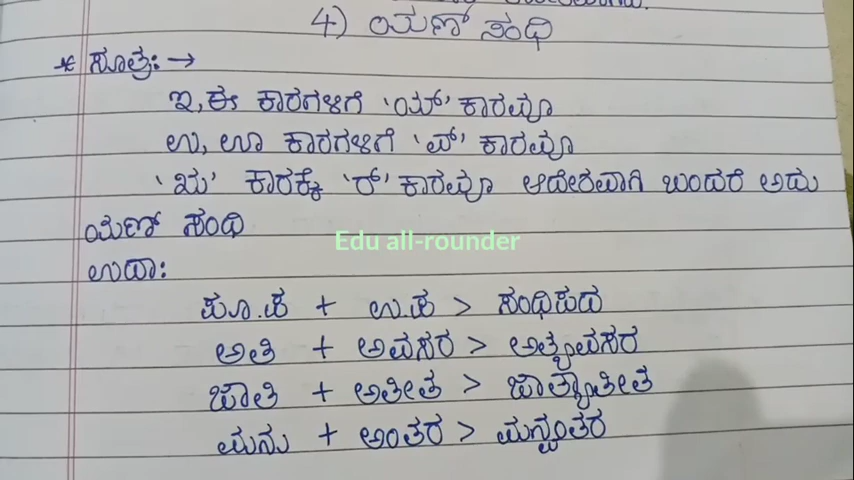 4) ಯಣ್ ಸಂಧಿ
* ಸೂತ್ರ: →
ಇ, ಈ ಕಾರಗಳಿಗೆ 'ಯ್' ಕಾರವೂ
ಉ, ಊ ಕಾರಗಳಿಗೆ 'ವ್' ಕಾರವೂ
'ಋ' ಕಾರಕ್ಕೆ 'ರ್' ಕಾರವೂ ಆದೇಶವಾಗಿ ಬಂದರೆ ಅದು
ಯಣ್ ಸಂಧಿ
Edu all-rounder
ಉದಾ:
ಪೂ.ಪ + ಉ.ಪ > ಸಂಧಿಪದ
ಅತಿ + ಅವಸರ > ಅತ್ಯವಸರ
ಜಾತಿ + ಅತೀತ > ಜಾತ್ಯಾತೀತ
ಮನು + ಅಂತರ > ಮನ್ವಂತರ